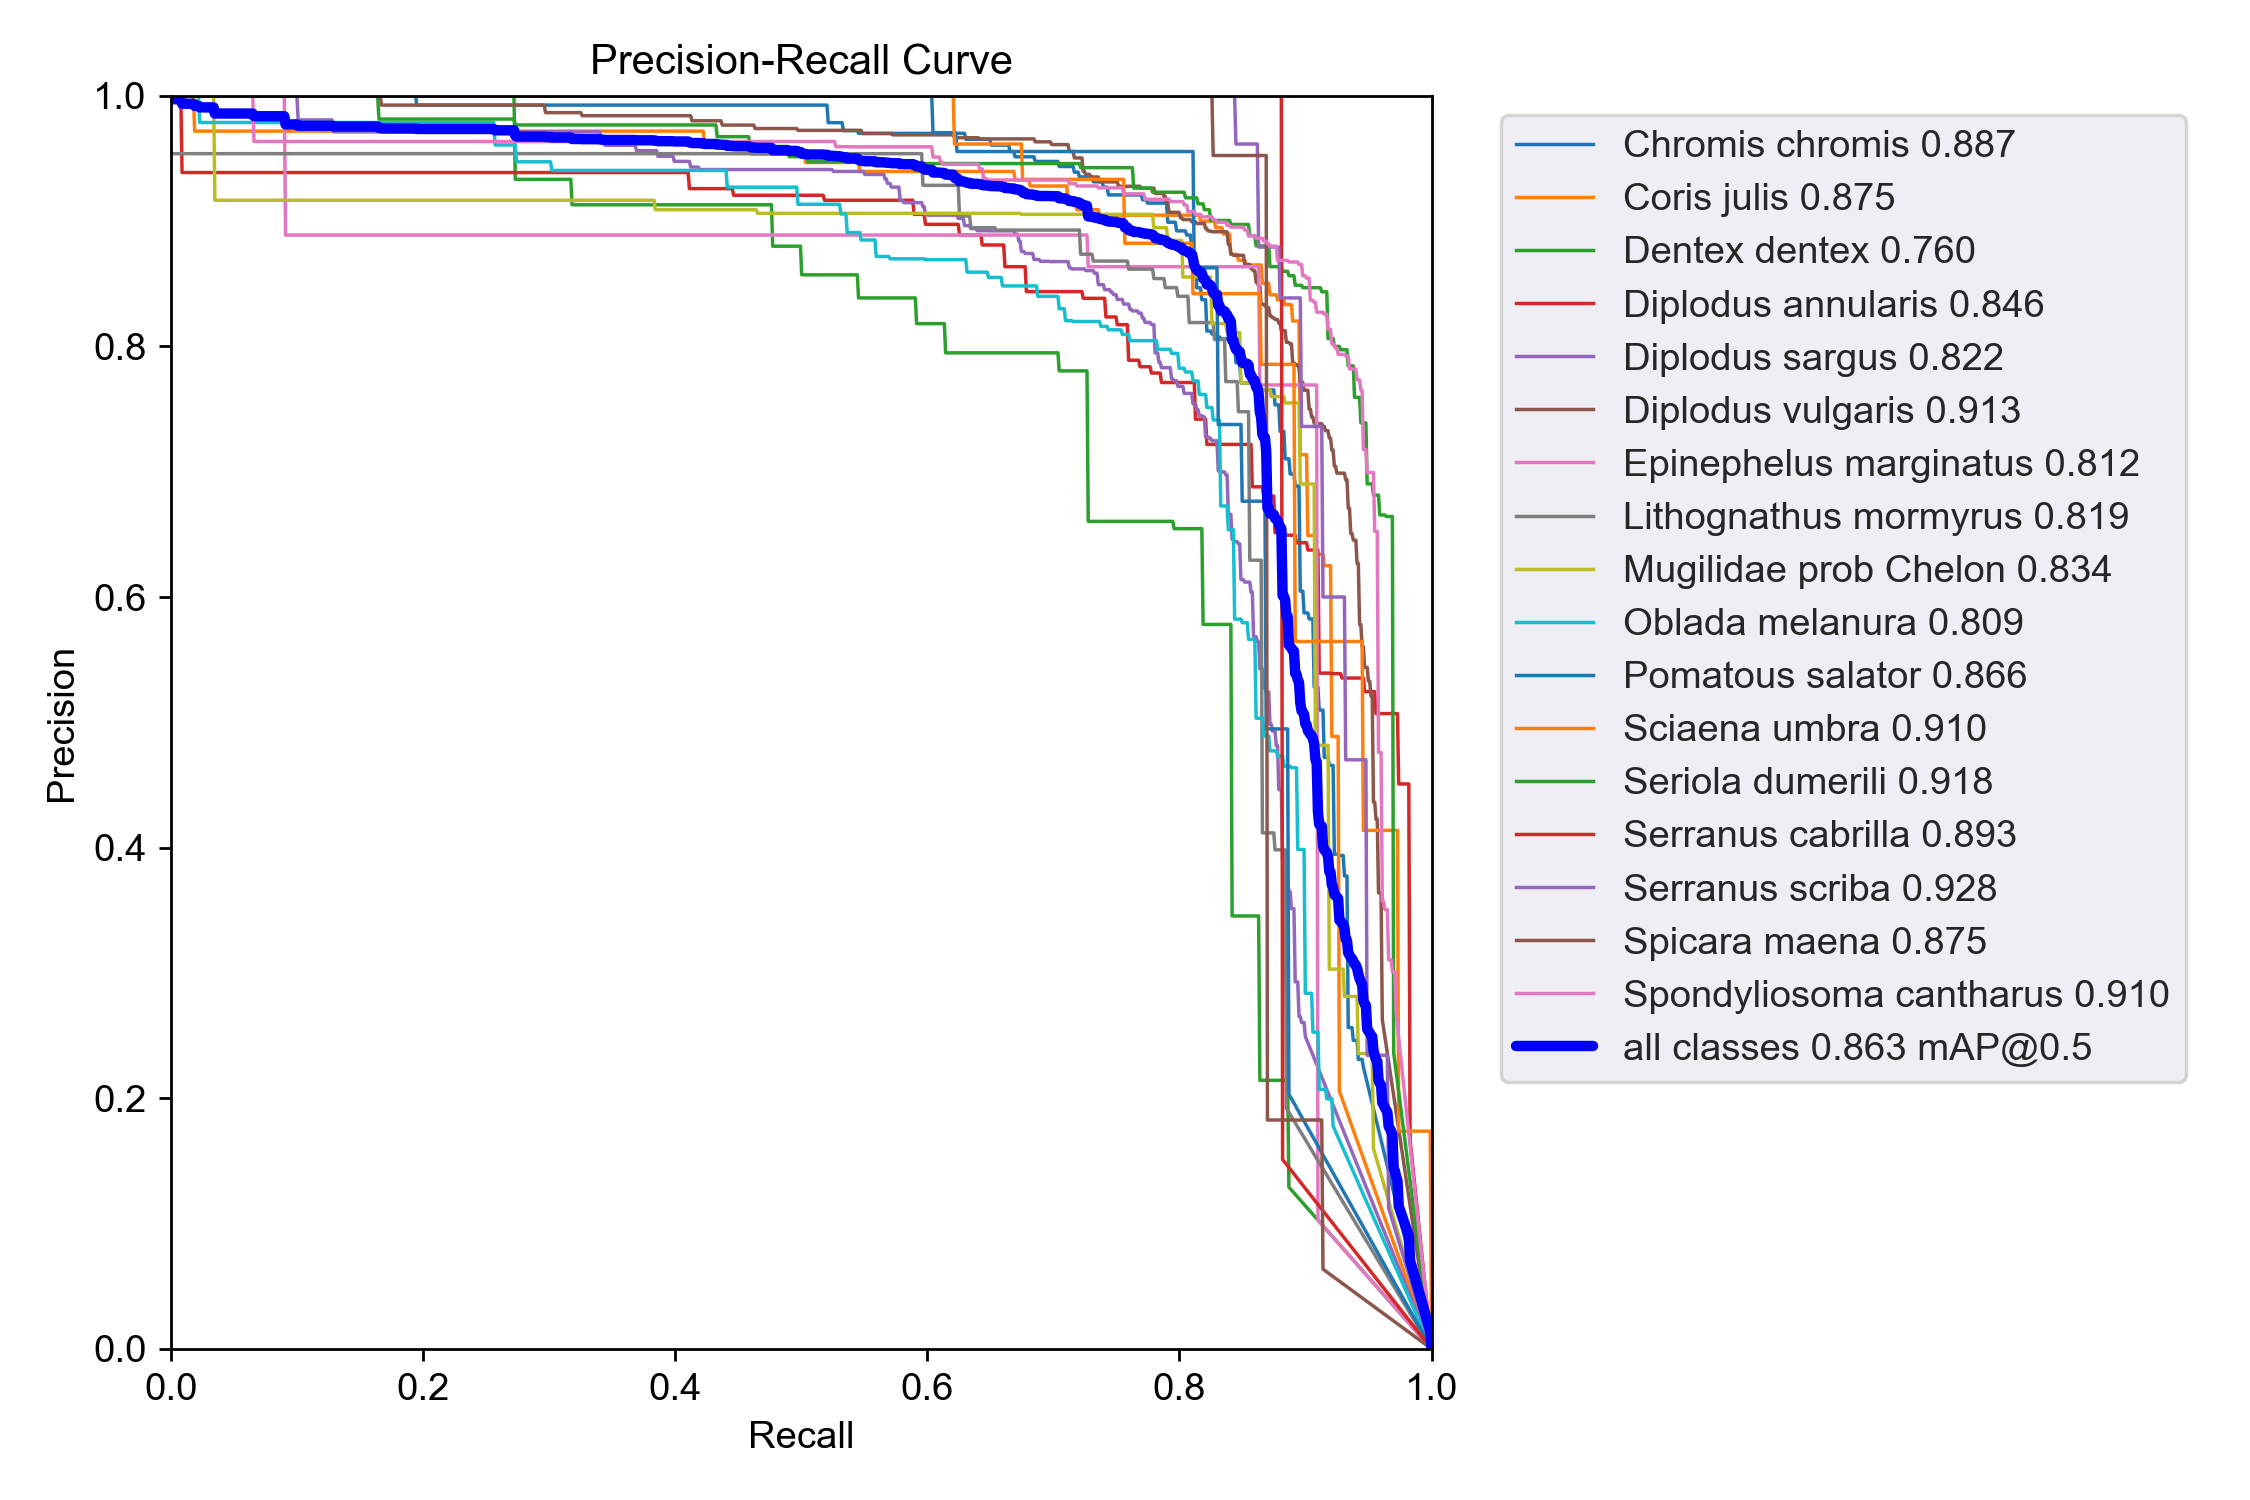 Precision-Recall Curve
1.0
0.8
0.6
0.4
0.2
0.0
Precision
0.0 0.2 0.4 0.6 0.8 1.0
Recall
Chromis chromis 0.887
Coris julis 0.875
Dentex dentex 0.760
Diplodus annularis 0.846
Diplodus sargus 0.822
Diplodus vulgaris 0.913
Epinephelus marginatus 0.812
Lithognathus mormyrus 0.819
Mugilidae prob Chelon 0.834
Oblada melanura 0.809
Pomatous salator 0.866
Sciaena umbra 0.910
Seriola dumerili 0.918
Serranus cabrilla 0.893
Serranus scriba 0.928
Spicara maena 0.875
Spondyliosoma cantharus 0.910
all classes 0.863 mAP@0.5